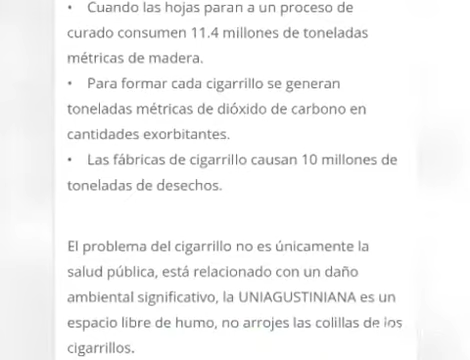 • Cuando las hojas paran a un proceso de
curado consumen 11.4 millones de toneladas
métricas de madera.
• Para formar cada cigarrillo se generan
toneladas métricas de dióxido de carbono en
cantidades exorbitantes.
• Las fábricas de cigarrillo causan 10 millones de
toneladas de desechos.
El problema del cigarrillo no es únicamente la
salud pública, está relacionado con un daño
ambiental significativo, la UNIAGUSTINIANA es un
espacio libre de humo, no arrojes las colillas de los
cigarrillos.